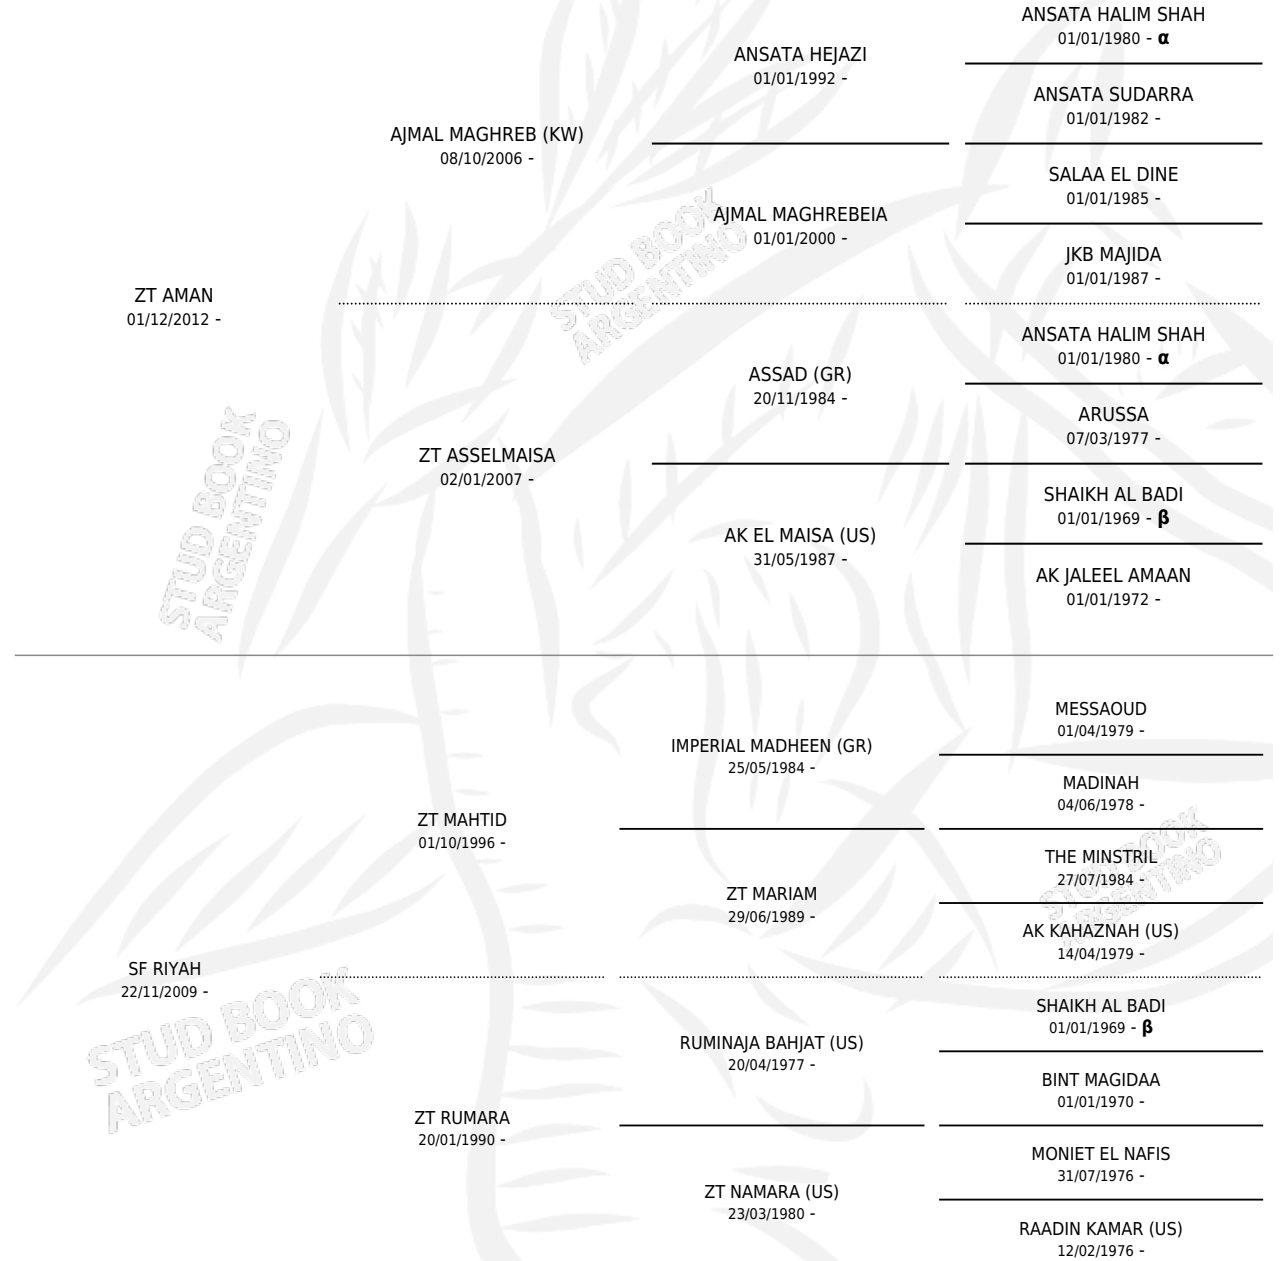 ANSATA HALIM SHAH
01/01/1980 - α
ANSATA HEJAZI
01/01/1992 -
ANSATA SUDARRA
01/01/1982 -
AJMAL MAGHREB (KW)
08/10/2006 -
SALAA EL DINE
01/01/1985 -
AJMAL MAGHREBEIA
01/01/2000 -
JKB MAJIDA
01/01/1987 -
ZT AMAN
01/12/2012 -
ANSATA HALIM SHAH
01/01/1980 - α
ASSAD (GR)
20/11/1984 -
ARUSSA
07/03/1977 -
ZT ASSELMAISA
02/01/2007 -
SHAIKH AL BADI
01/01/1969 - β
AK EL MAISA (US)
31/05/1987 -
AK JALEEL AMAAN
01/01/1972 -
MESSAOUD
01/04/1979 -
IMPERIAL MADHEEN (GR)
25/05/1984 -
MADINAH
04/06/1978 -
ZT MAHTID
01/10/1996 -
THE MINSTRIL
27/07/1984 -
ZT MARIAM
29/06/1989 -
AK KAHAZNAH (US)
14/04/1979 -
SF RIYAH
22/11/2009 -
SHAIKH AL BADI
01/01/1969 - β
RUMINAJA BAHJAT (US)
20/04/1977 -
BINT MAGIDAA
01/01/1970 -
ZT RUMARA
20/01/1990 -
MONIET EL NAFIS
31/07/1976 -
ZT NAMARA (US)
23/03/1980 -
RAADIN KAMAR (US)
12/02/1976 -
STUD BOOK
ARGENTINO
STUD BOOK
ARGENTINO
STUD BOOK
ARGENTINO
STUD BOOK
ARGENTINO